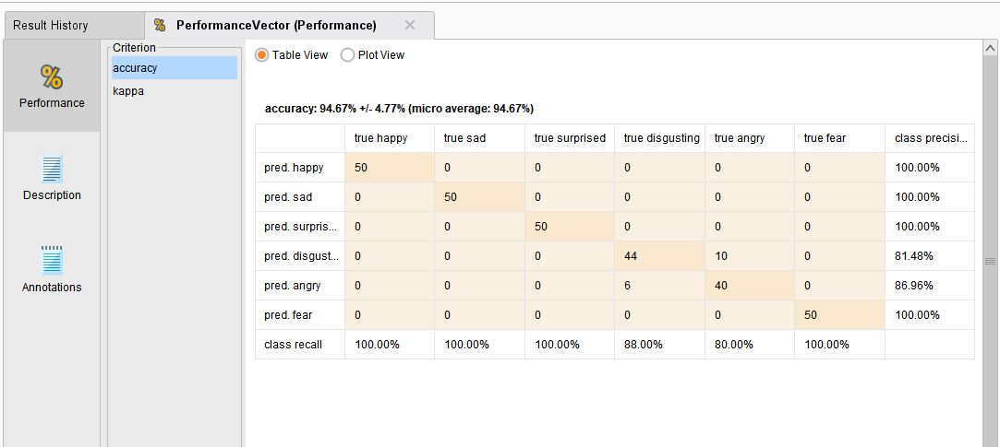 Result History
% PerformanceVector (Performance) ×
Criterion
accuracy
kappa
%
Performance
Description
Annotations
Table View Plot View
accuracy: 94.67% +/- 4.77% (micro average: 94.67%)
true happy true sad true surprised true disgusting true angry true fear class precisi...
pred. happy 50 0 0 0 0 0 100.00%
pred. sad 0 50 0 0 0 0 100.00%
pred. surpris... 0 0 50 0 0 0 100.00%
pred. disgust... 0 0 0 44 10 0 81.48%
pred. angry 0 0 0 6 40 0 86.96%
pred. fear 0 0 0 0 0 50 100.00%
class recall 100.00% 100.00% 100.00% 88.00% 80.00% 100.00%